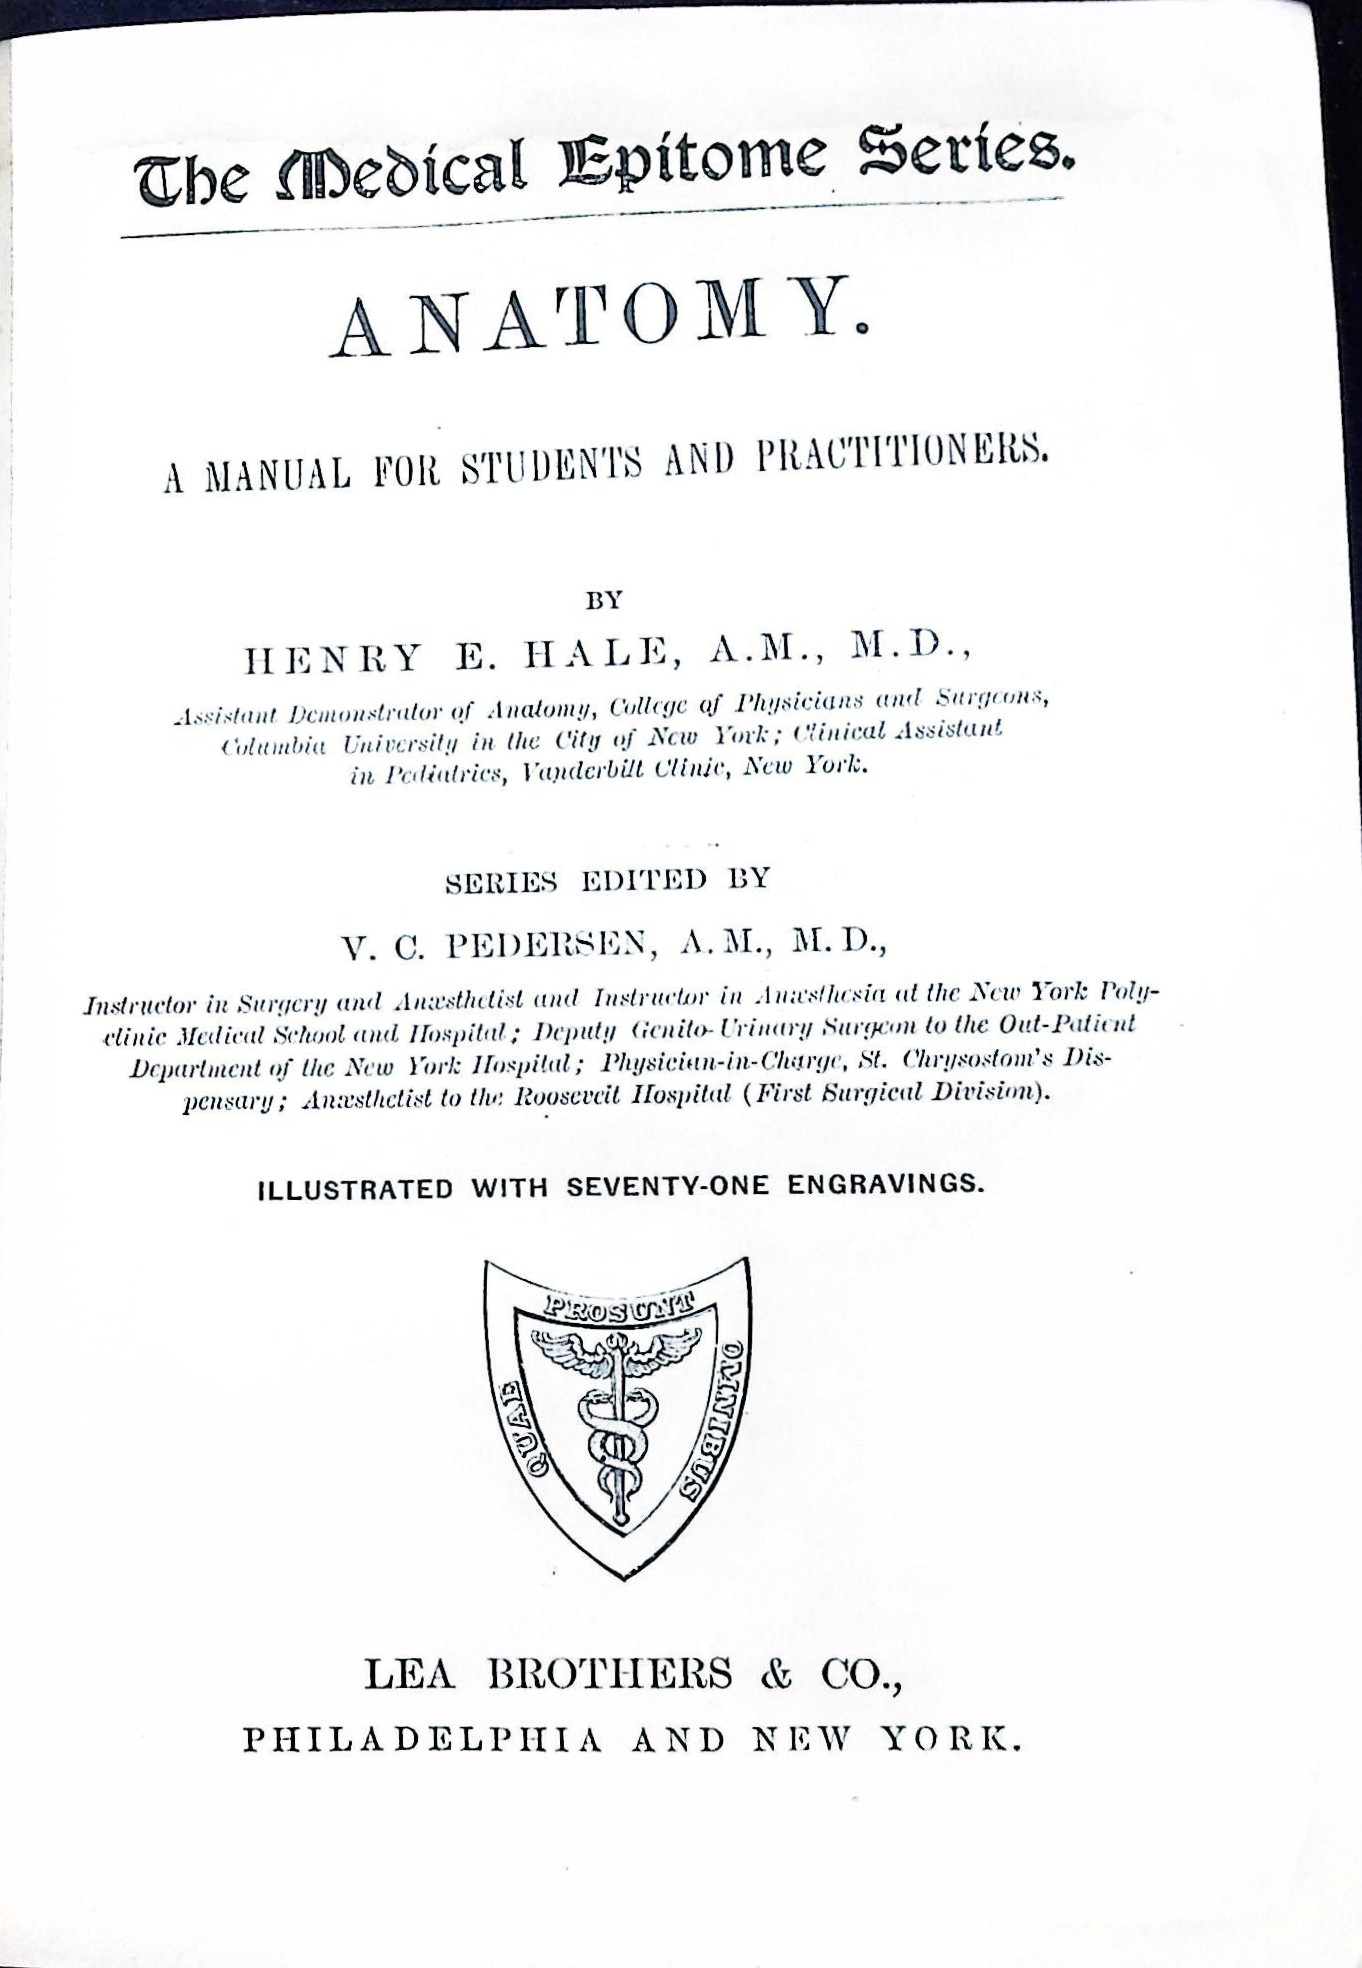 The Medical Epitome Series.
ANATOMY.
A MANUAL FOR STUDENTS AND PRACTITIONERS.
BY
HENRY E. HALE, A.M., M.D.,
Assistant Demonstrator of Anatomy, College of Physicians and Surgeons,
Columbia University in the City of New York; Clinical Assistant
in Pediatrics, Vanderbilt Clinic, New York.
SERIES EDITED BY
V. C. PEDERSEN, A.M., M.D.,
Instructor in Surgery and Anæsthetist and Instructor in Anæsthesia at the New York Poly-
clinic Medical School and Hospital; Deputy Genito-Urinary Surgeon to the Out-Patient
Department of the New York Hospital; Physician-in-Charge, St. Chrysostom's Dis-
pensary; Anæsthetist to the Roosevelt Hospital (First Surgical Division).
ILLUSTRATED WITH SEVENTY-ONE ENGRAVINGS.
QUAE
PROSUNT
OMNIBUS
LEA BROTHERS & CO.,
PHILADELPHIA AND NEW YORK.